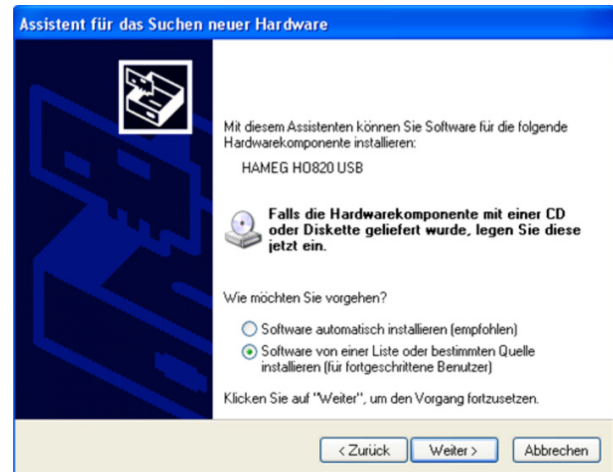 Assistent für das Suchen neuer Hardware
Mit diesem Assistenten können Sie Software für die folgende
Hardwarekomponente installieren:
HAMEG HO820 USB
Falls die Hardwarekomponente mit einer CD
oder Diskette geliefert wurde, legen Sie diese
jetzt ein.
Wie möchten Sie vorgehen?
Software automatisch installieren (empfohlen)
Software von einer Liste oder bestimmten Quelle
installieren (für fortgeschrittene Benutzer)
Klicken Sie auf "Weiter", um den Vorgang fortzusetzen.
< Zurück Weiter > Abbrechen